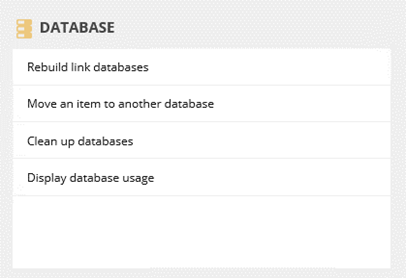 DATABASE
Rebuild link databases
Move an item to another database
Clean up databases
Display database usage